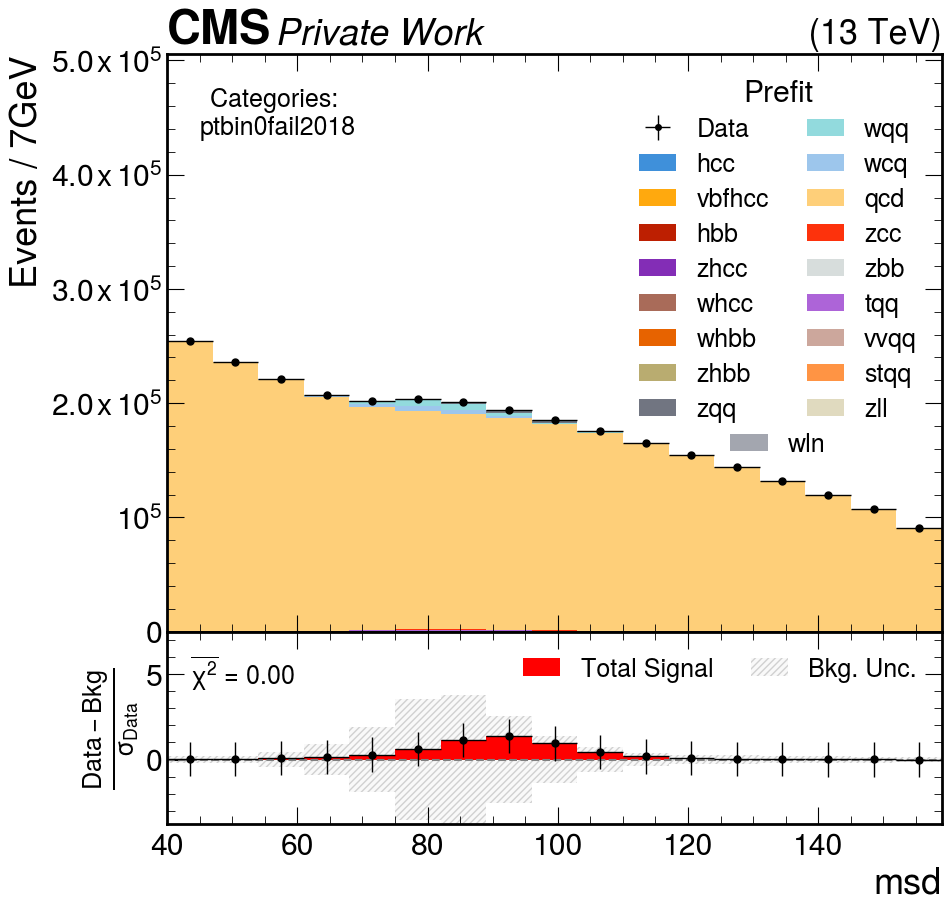 CMS Private Work (13 TeV)
Events / 7GeV
5.0 x 10⁵
4.0 x 10⁵
3.0 x 10⁵
2.0 x 10⁵
10⁵
0
Categories:
ptbin0fail2018
Prefit
Data wqq
hcc wcq
vbfhcc qcd
hbb zcc
zhcc zbb
whcc tqq
whbb vvqq
zhbb stqq
zqq zll
wln
Data – Bkg
σData
5
0
χ² = 0.00
Total Signal Bkg. Unc.
40 60 80 100 120 140
msd